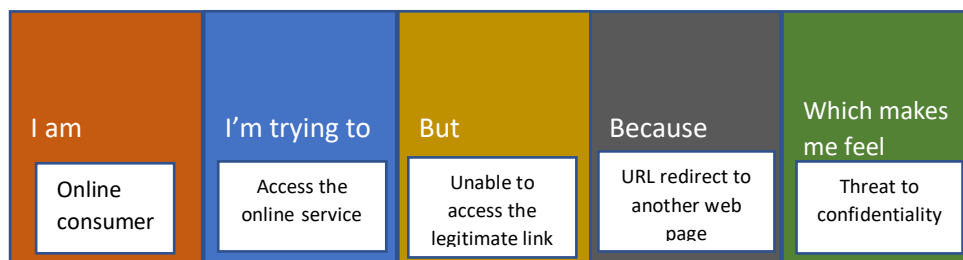 I am
Online
consumer
I'm trying to
Access the
online service
But
Unable to
access the
legitimate link
Because
URL redirect to
another web
page
Which makes
me feel
Threat to
confidentiality